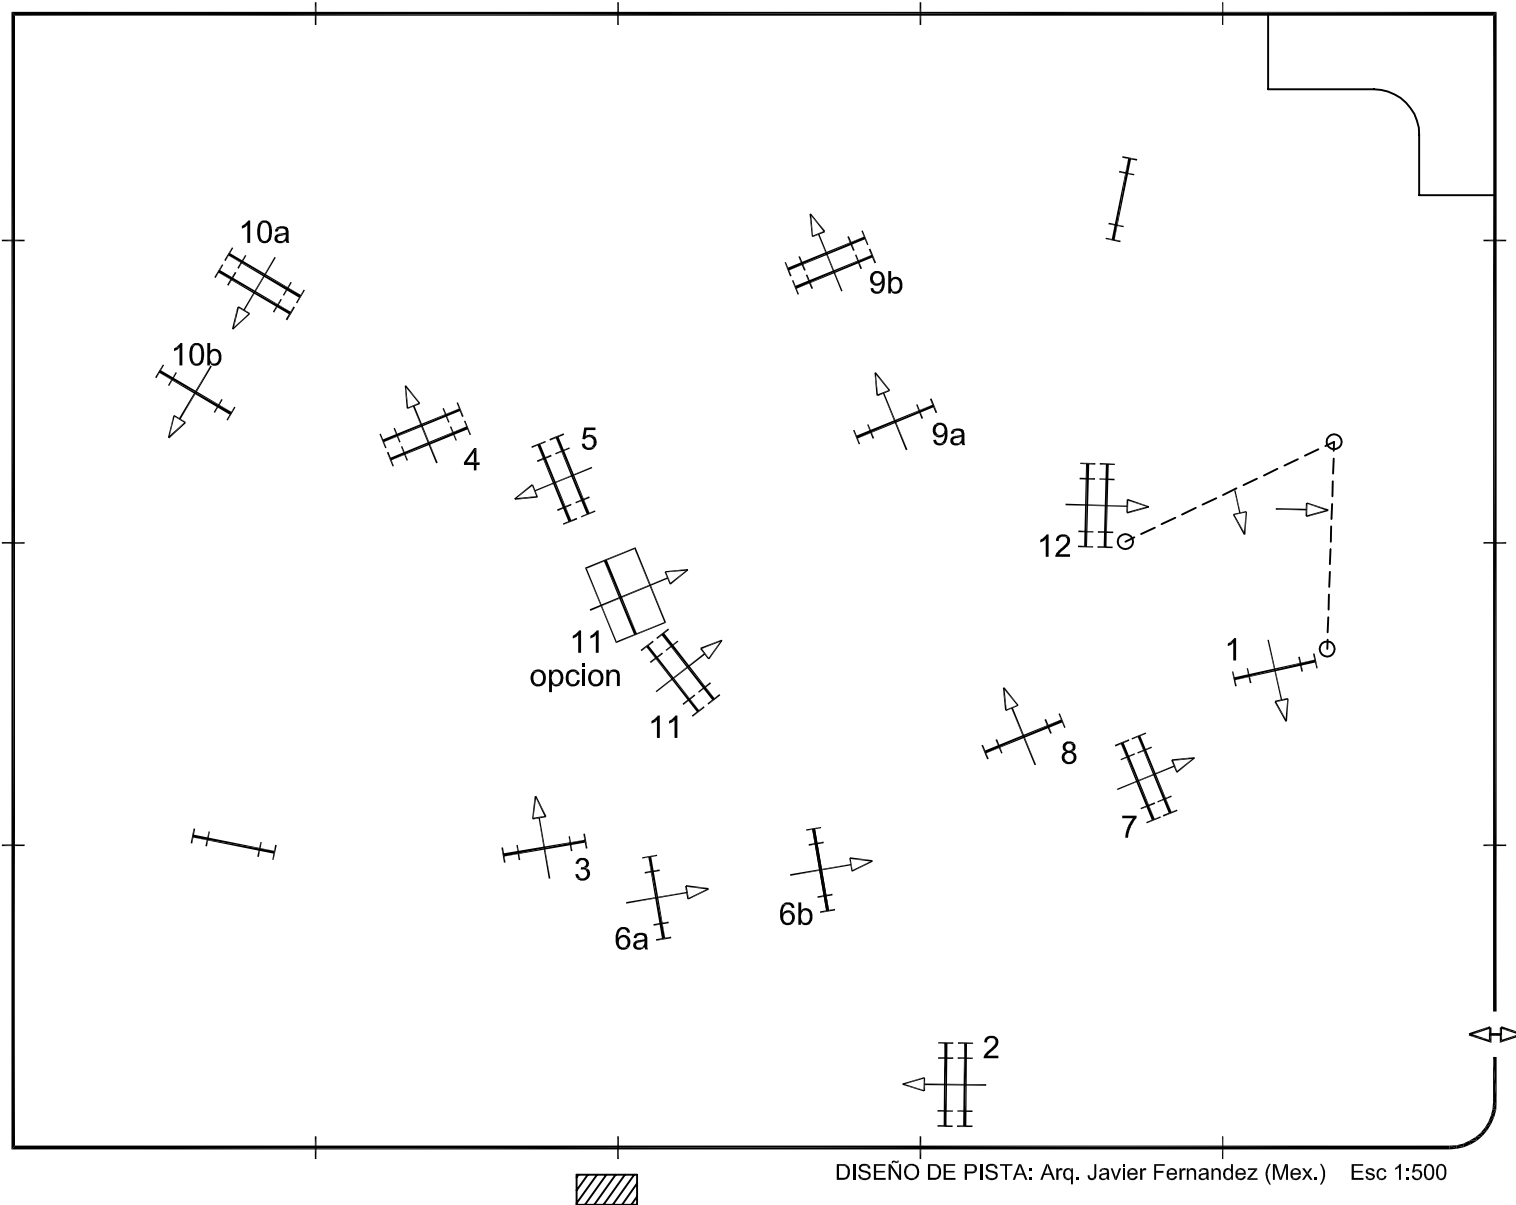 10a
9b
10b
5
4
9a
12
11
opcion
1
11
8
7
3
6b
6a
2
DISEÑO DE PISTA: Arq. Javier Fernandez (Mex.) Esc 1:500